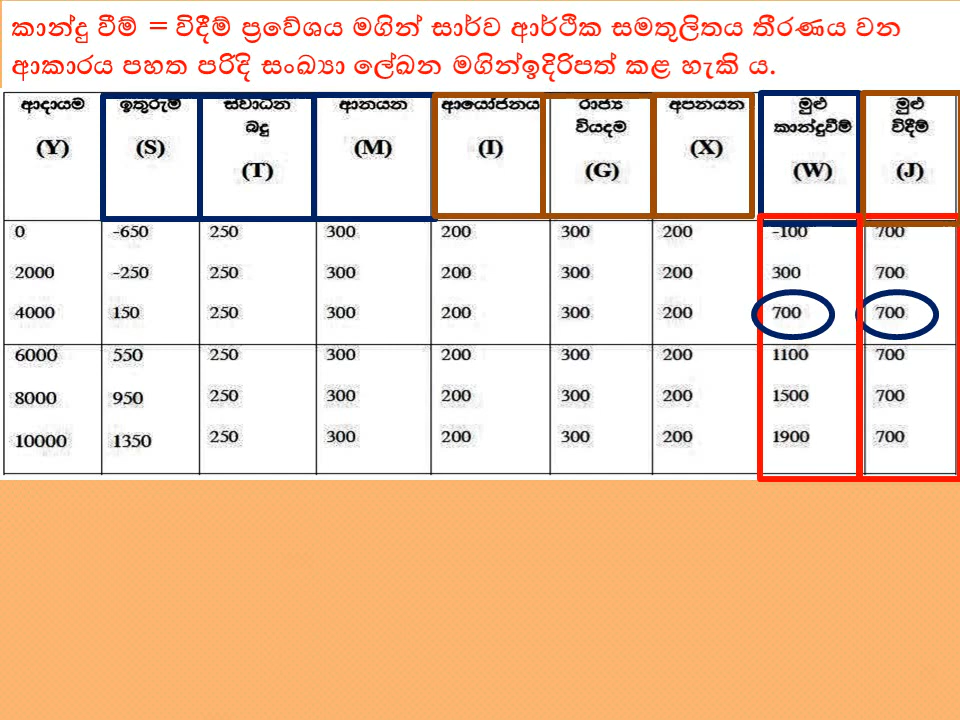 කාන්දු වීම් = විදීම් ප්‍රවේශය මගින් සාර්ව ආර්ථික සමතුලිතය තීරණය වන
ආකාරය පහත පරිදි සංඛ්‍යා ලේඛන මගින්ඉදිරිපත් කළ හැකි ය.
ආදායම ඉතුරුම් ස්වාධීන ආනයන ආයෝජනය රාජ්‍ය අපනයන මුළු මුළු
බදු වියදම කාන්දුවීම් විදීම්
(Y) (S) (T) (M) (I) (G) (X) (W) (J)
0 -650 250 300 200 300 200 -100 700
2000 -250 250 300 200 300 200 300 700
4000 150 250 300 200 300 200 700 700
6000 550 250 300 200 300 200 1100 700
8000 950 250 300 200 300 200 1500 700
10000 1350 250 300 200 300 200 1900 700